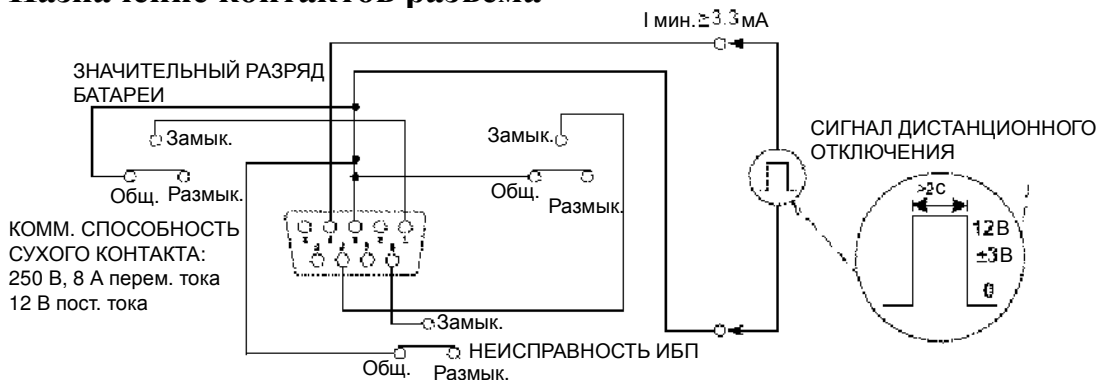 Назначение контактов разъема
I мин.≥3.3мА
ЗНАЧИТЕЛЬНЫЙ РАЗРЯД
БАТАРЕИ
Замык.
Замык.
СИГНАЛ ДИСТАНЦИОННОГО
ОТКЛЮЧЕНИЯ
Общ. Размык.
Общ.
Размык.
>2С
12В
±3В
0
КОММ. СПОСОБНОСТЬ
СУХОГО КОНТАКТА:
250 В, 8 А перем. тока
12 В пост. тока
Замык.
НЕИСПРАВНОСТЬ ИБП
Общ.
Размык.